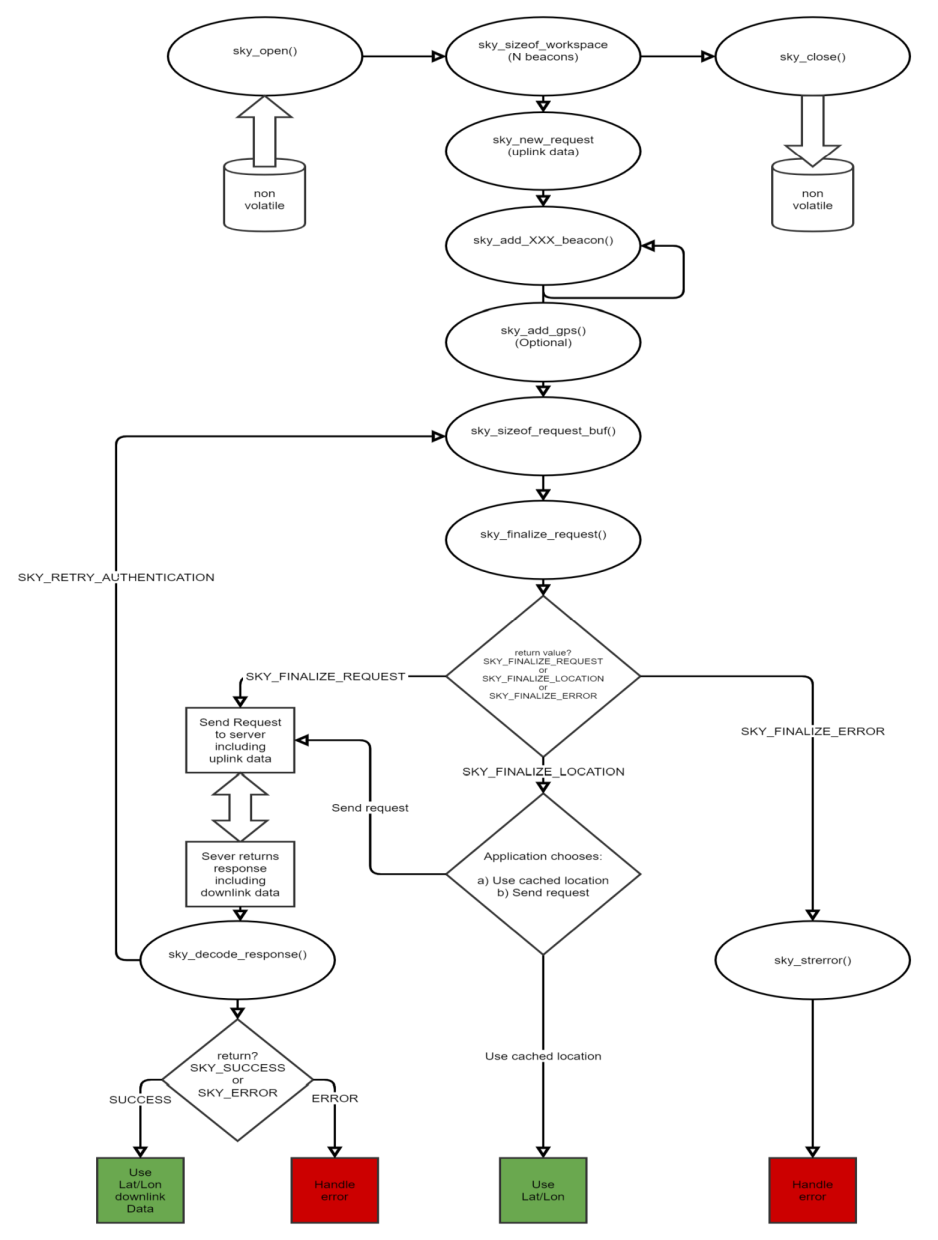 sky_open()
sky_sizeof_workspace
(N beacons)
sky_close()
sky_new_request
(uplink data)
non
volatile
non
volatile
sky_add_XXX_beacon()
sky_add_gps()
(Optional)
sky_sizeof_request_buf()
sky_finalize_request()
SKY_RETRY_AUTHENTICATION
return value?
SKY_FINALIZE_REQUEST
or
SKY_FINALIZE_LOCATION
or
SKY_FINALIZE_ERROR
SKY_FINALIZE_REQUEST
Send Request
to server
including
uplink data
SKY_FINALIZE_ERROR
SKY_FINALIZE_LOCATION
Send request
Sever returns
response
including
downlink data
Application chooses:
a) Use cached location
b) Send request
sky_decode_response()
sky_strerror()
return?
SKY_SUCCESS
or
SKY_ERROR
Use cached location
SUCCESS
ERROR
Use
Lat/Lon
downlink
Data
Handle
error
Use
Lat/Lon
Handle
error